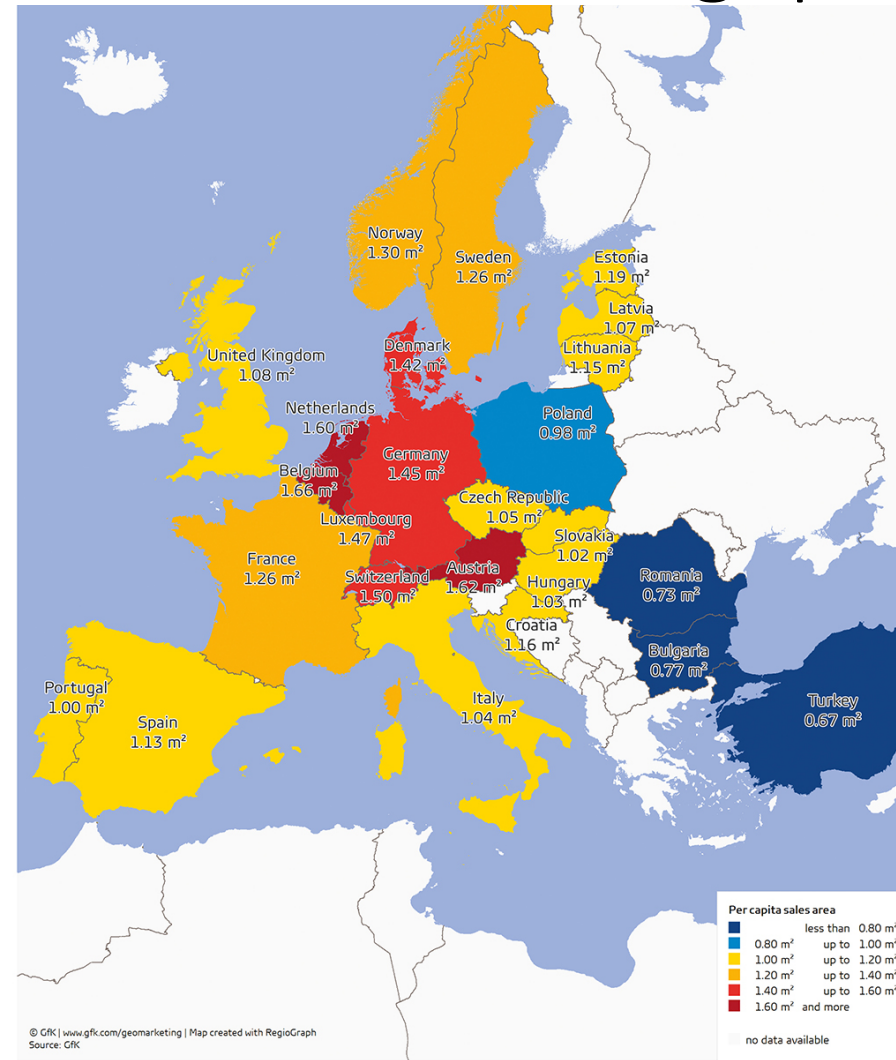 Norway
1.30 m²
Sweden
1.26 m²
Estonia
1.19 m²
Latvia
1.07 m²
Lithuania
1.15 m²
Denmark
1.42 m²
United Kingdom
1.08 m²
Netherlands
1.60 m²
Belgium
1.66 m²
Germany
1.45 m²
Poland
0.98 m²
Czech Republic
1.05 m²
Luxembourg
1.47 m²
Slovakia
1.02 m²
France
1.26 m²
Switzerland
1.50 m²
Austria
1.62 m²
Hungary
1.03 m²
Romania
0.73 m²
Croatia
1.16 m²
Bulgaria
0.77 m²
Portugal
1.00 m²
Spain
1.13 m²
Italy
1.04 m²
Turkey
0.67 m²
Per capita sales area
less than 0.80 m²
0.80 m² up to 1.00 m²
1.00 m² up to 1.20 m²
1.20 m² up to 1.40 m²
1.40 m² up to 1.60 m²
1.60 m² and more
no data available
© GfK | www.gfk.com/geomarketing | Map created with RegioGraph
Source: GfK